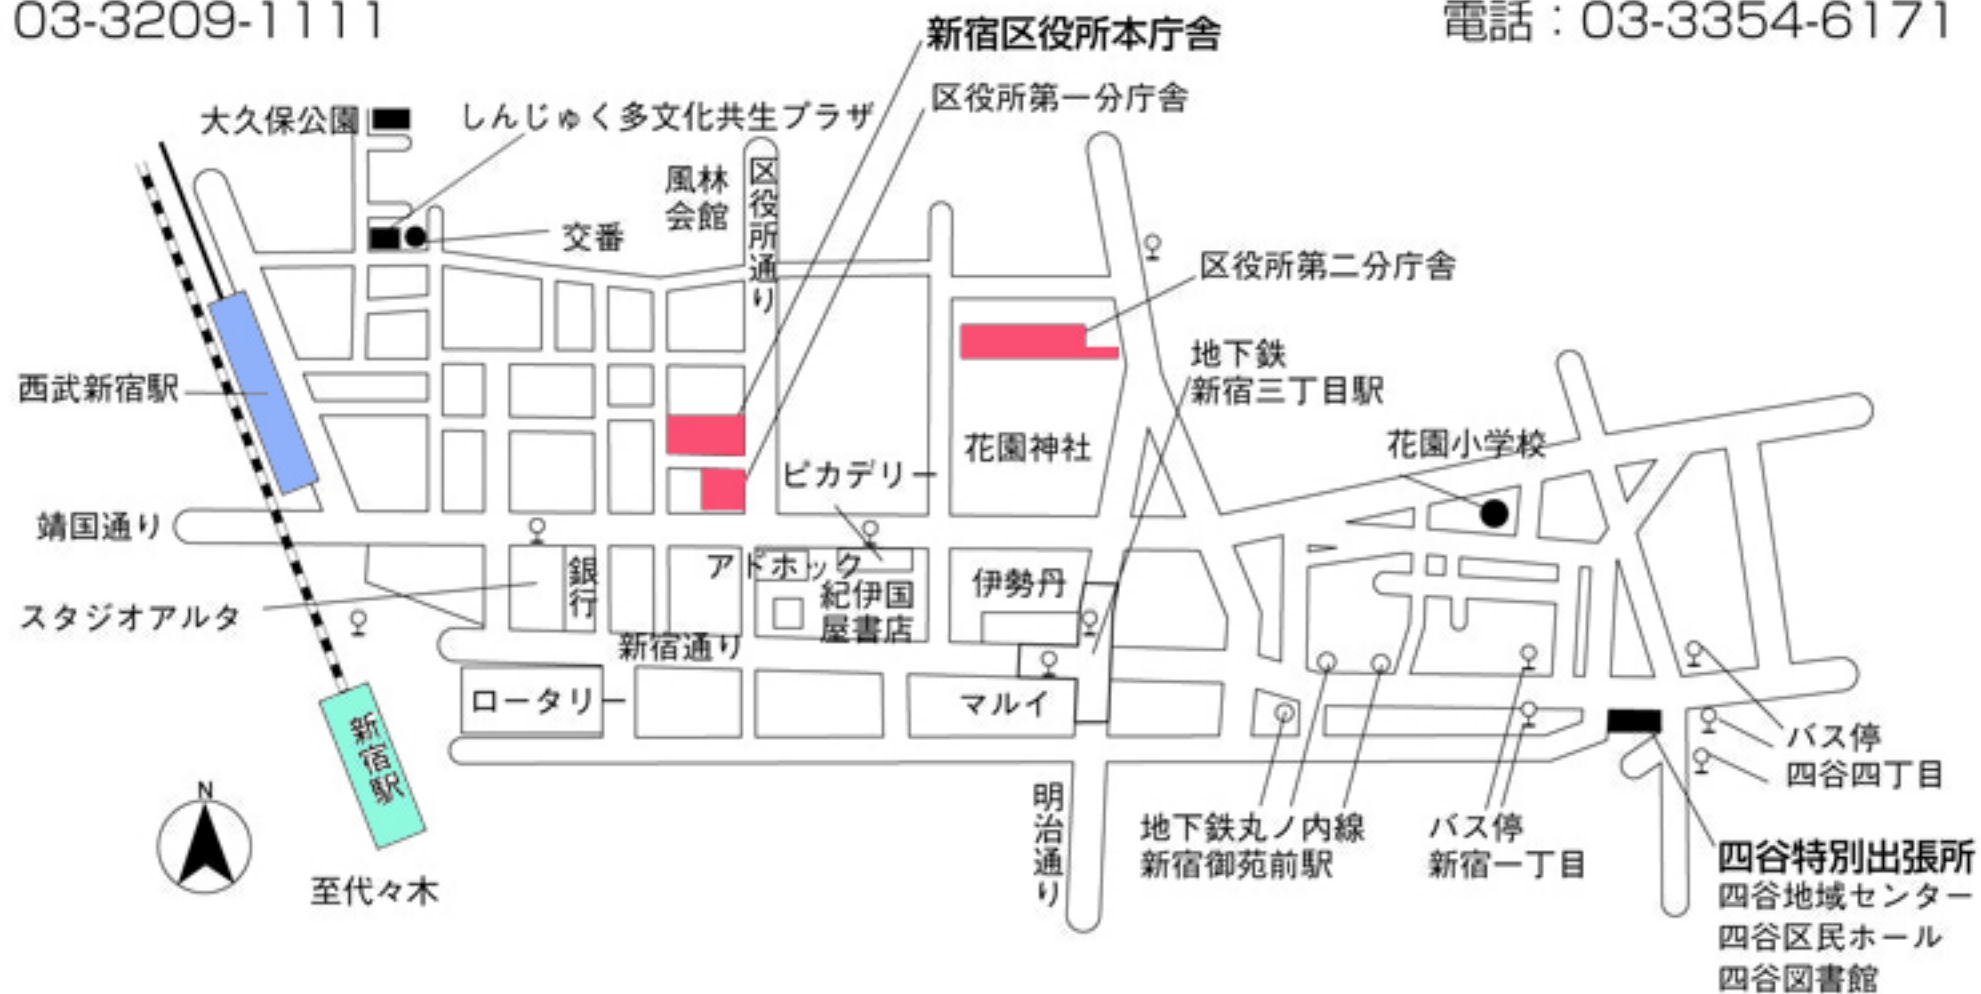 03-3209-1111
電話：03-3354-6171
新宿区役所本庁舎
区役所第一分庁舎
大久保公園
しんじゅく多文化共生プラザ
風林
会館
区役所通り
交番
区役所第二分庁舎
地下鉄
新宿三丁目駅
西武新宿駅
花園神社
花園小学校
ピカデリー
靖国通り
アドホック
銀行
紀伊国
屋書店
伊勢丹
スタジオアルタ
新宿通り
ロータリー
マルイ
新宿駅
バス停
四谷四丁目
N
明治通り
地下鉄丸ノ内線
新宿御苑前駅
バス停
新宿一丁目
至代々木
四谷特別出張所
四谷地域センター
四谷区民ホール
四谷図書館